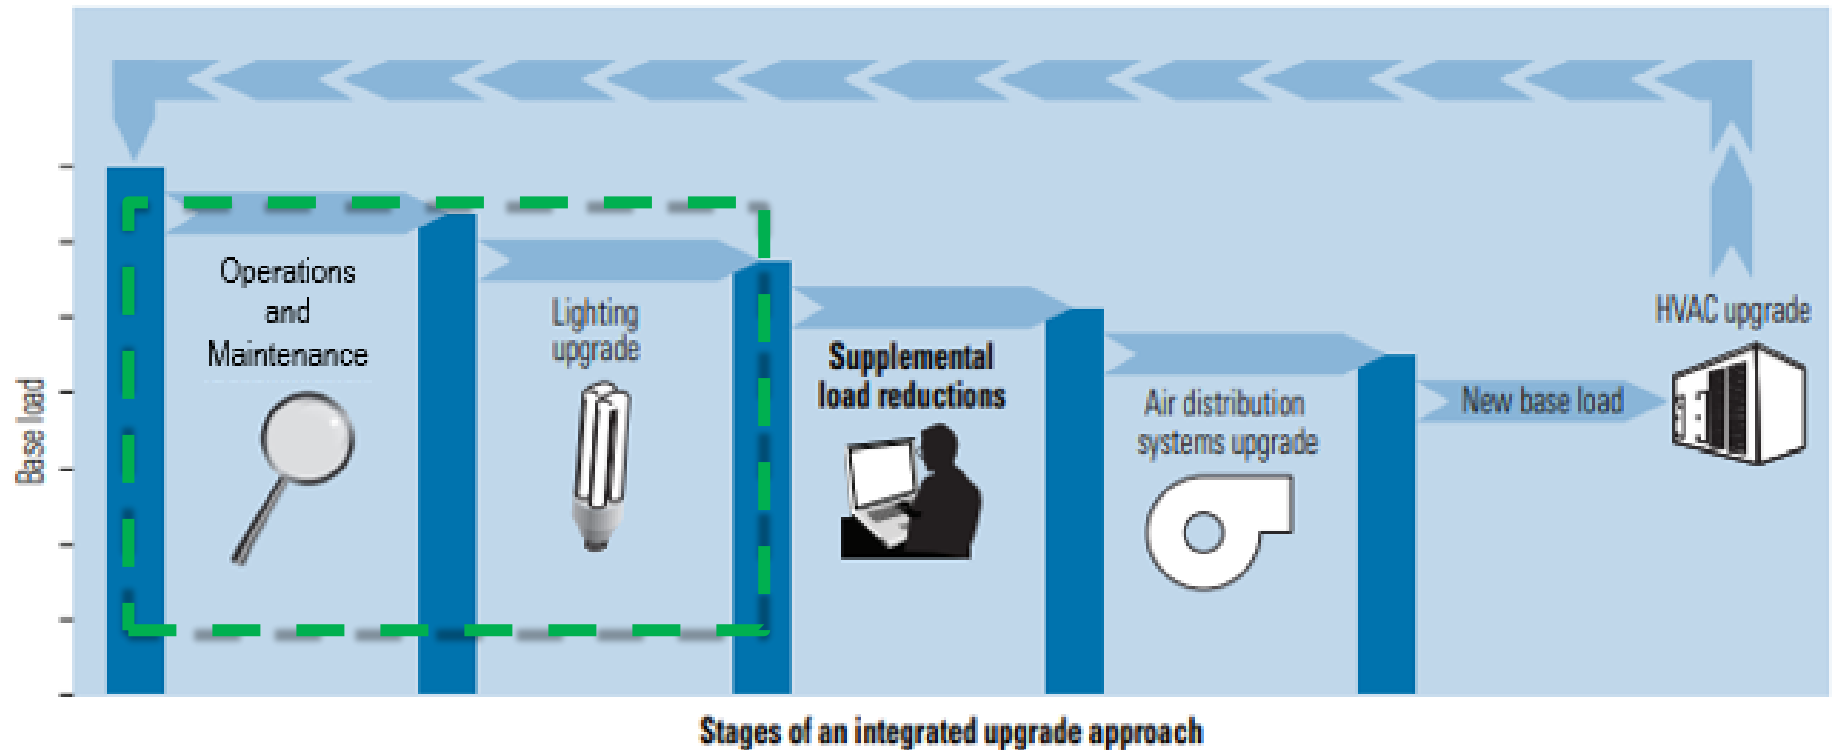 Operations
and
Maintenance
Lighting
upgrade
Supplemental
load reductions
Air distribution
systems upgrade
New base load
HVAC upgrade
Base load
Stages of an integrated upgrade approach